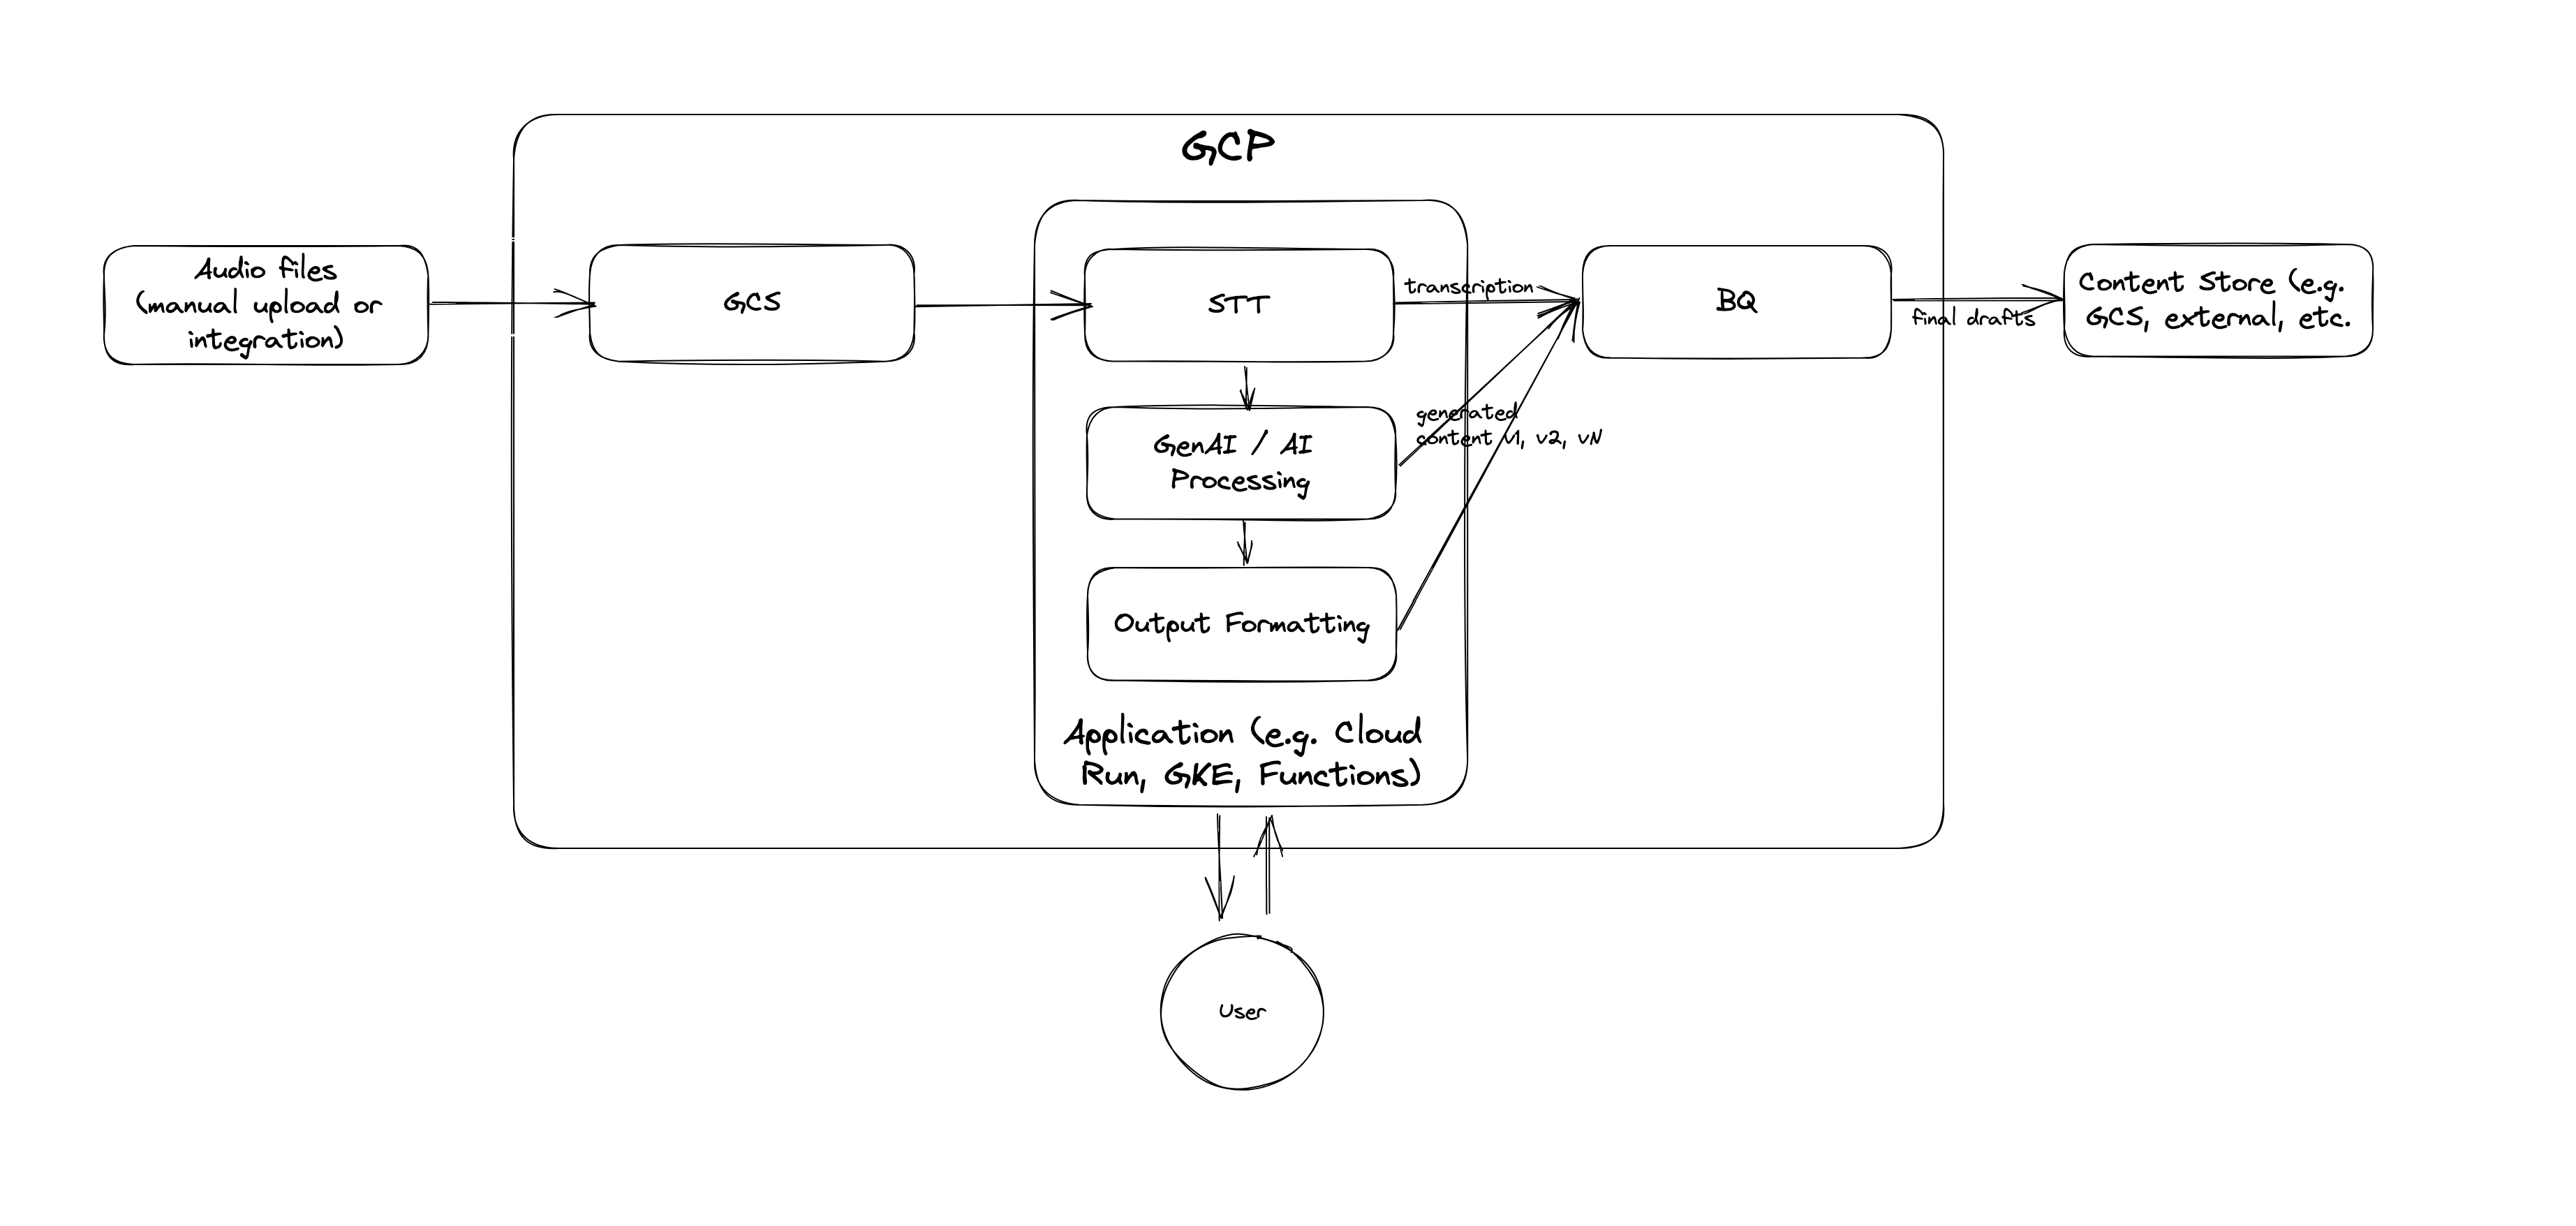 GCP
Audio files
(manual upload or
integration)
GCS
STT
transcription
BQ
final drafts
Content Store (e.g.
GCS, external, etc.
GenAI / AI
Processing
generated
content v1, v2, vN
Output Formatting
Application (e.g. Cloud
Run, GKE, Functions)
User